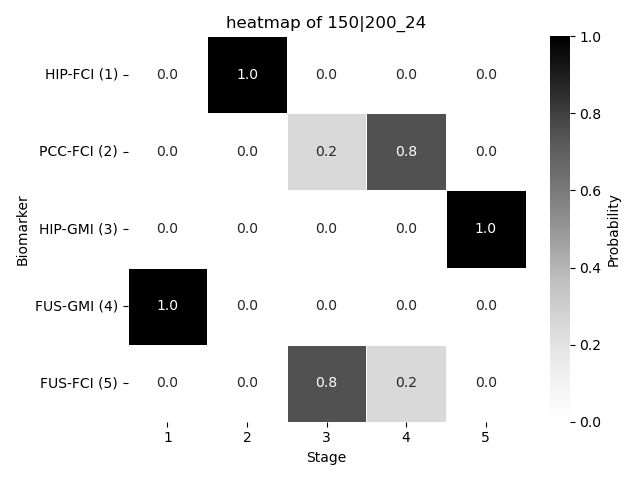 heatmap of 150|200_24
HIP-FCI (1) 0.0 1.0 0.0 0.0 0.0
PCC-FCI (2) 0.0 0.0 0.2 0.8 0.0
HIP-GMI (3) 0.0 0.0 0.0 0.0 1.0
FUS-GMI (4) 1.0 0.0 0.0 0.0 0.0
FUS-FCI (5) 0.0 0.0 0.8 0.2 0.0
1 2 3 4 5
Stage
Biomarker
1.0
0.8
0.6
0.4
0.2
0.0
Probability